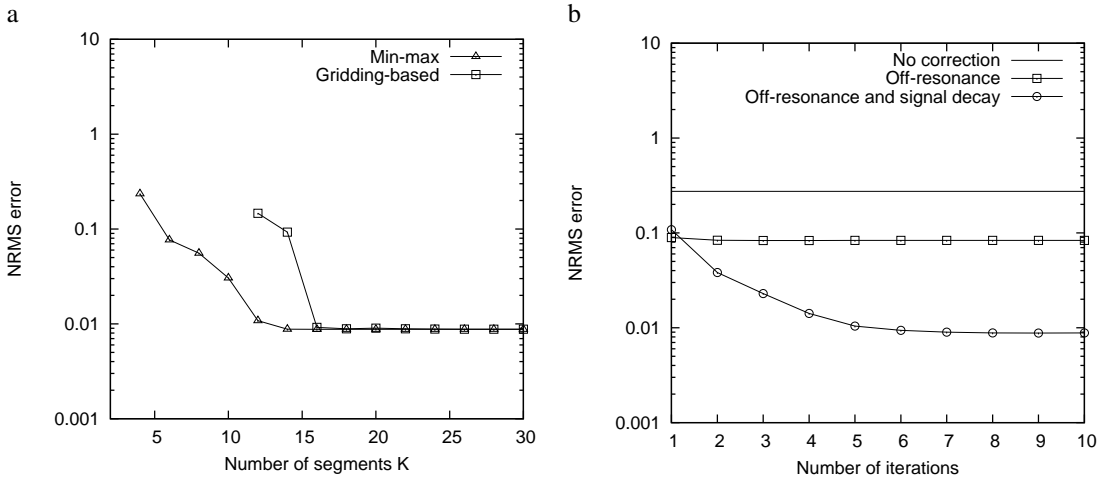 a
10
1
0.1
0.01
0.001
NRMS error
Min-max
Gridding-based
5 10 15 20 25 30
Number of segments K
b
10
1
0.1
0.01
0.001
NRMS error
No correction
Off-resonance
Off-resonance and signal decay
1 2 3 4 5 6 7 8 9 10
Number of iterations